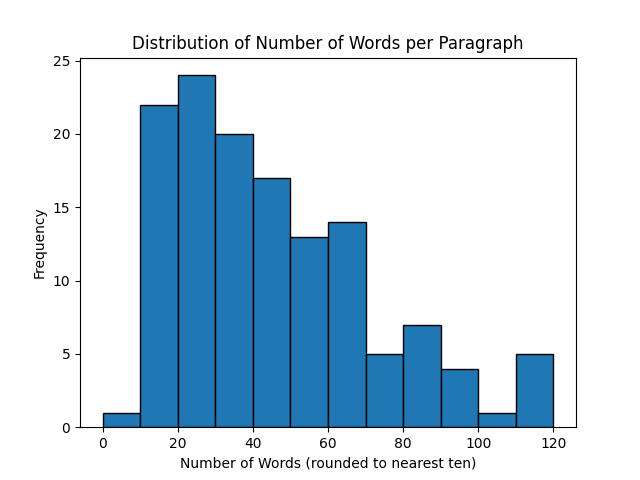 Distribution of Number of Words per Paragraph
25
20
15
10
5
0
Frequency
0 20 40 60 80 100 120
Number of Words (rounded to nearest ten)